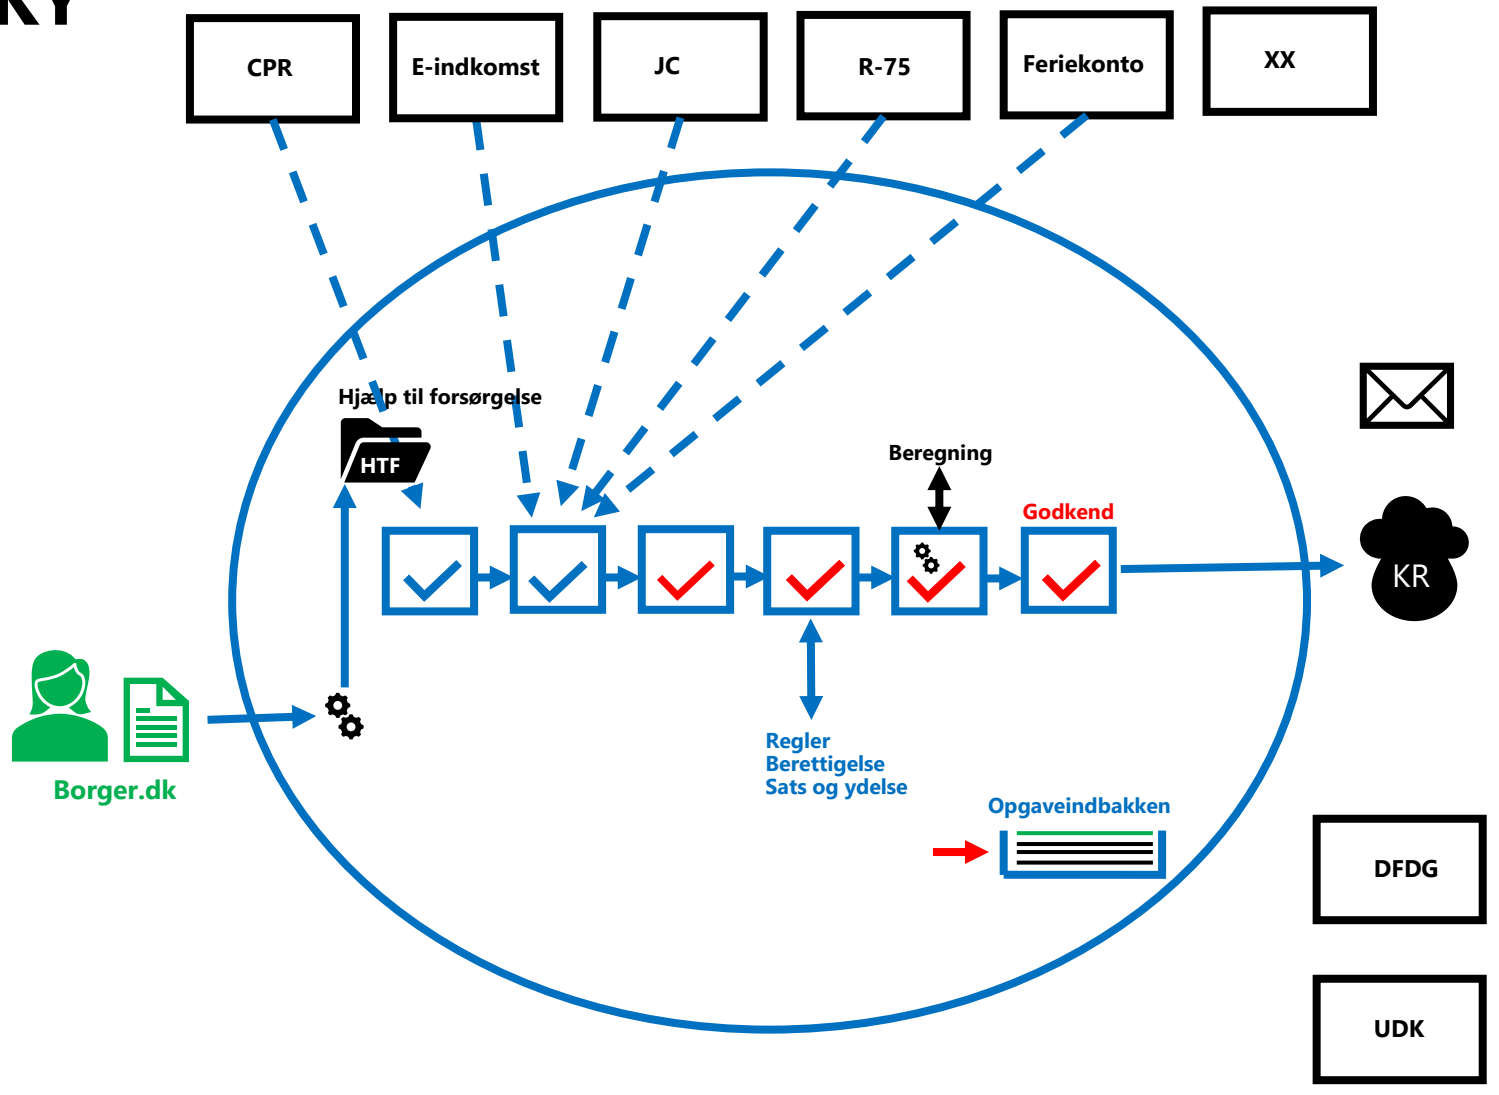 KY
CPR
E-indkomst
JC
R-75
Feriekonto
XX
Hjælp til forsørgelse
HTF
Beregning
Godkend
KR
Borger.dk
Regler
Berettigelse
Sats og ydelse
Opgaveindbakken
DFDG
UDK